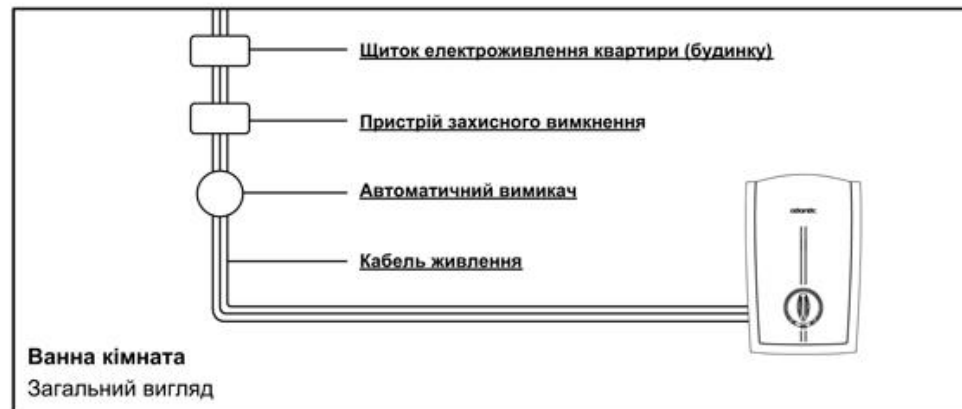 Щиток електроживлення квартири (будинку)
Пристрій захисного вимкнення
Автоматичний вимикач
atlantic
Кабель живлення
Ванна кімната
Загальний вигляд